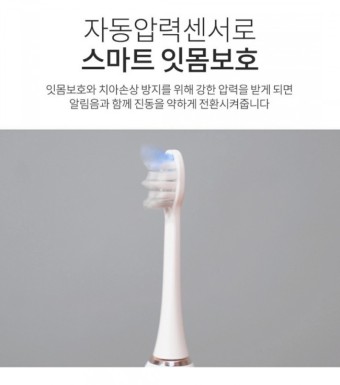 자동압력센서로
스마트 잇몸보호
잇몸보호와 치아손상 방지를 위해 강한 압력을 받게 되면
알림음과 함께 진동을 약하게 전환시켜줍니다